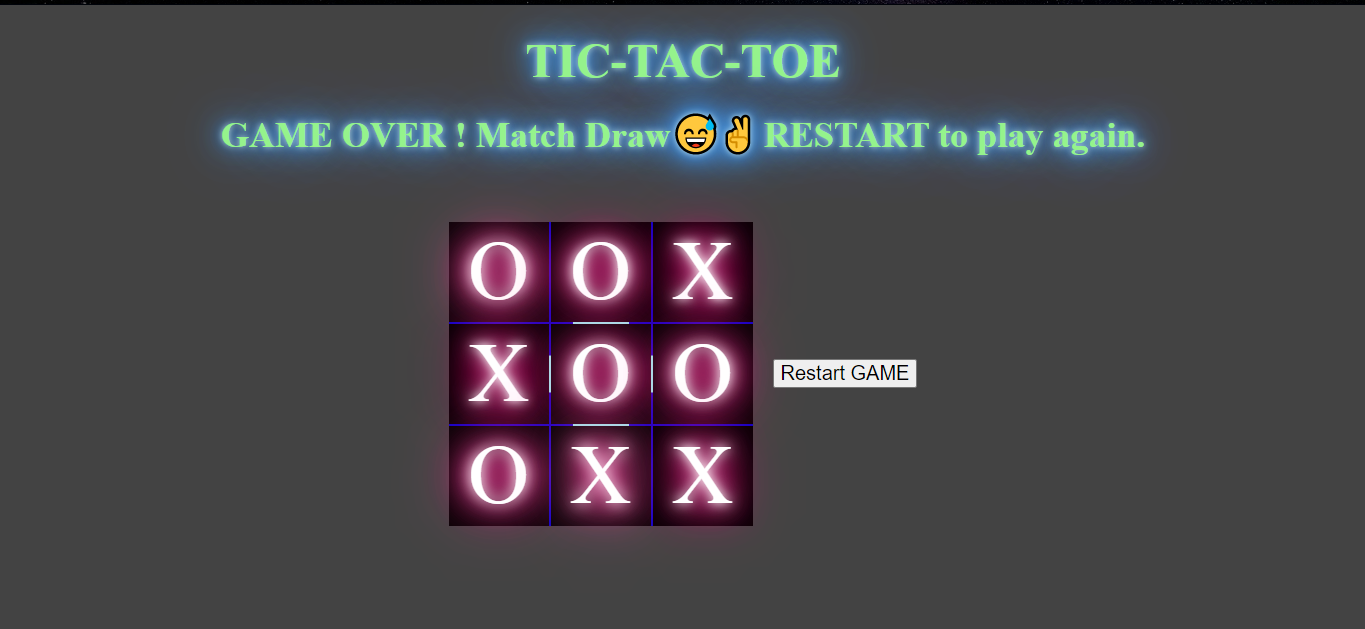 TIC-TAC-TOE
GAME OVER ! Match Draw😅✌ RESTART to play again.
O O X
X O O
Restart GAME
O X X